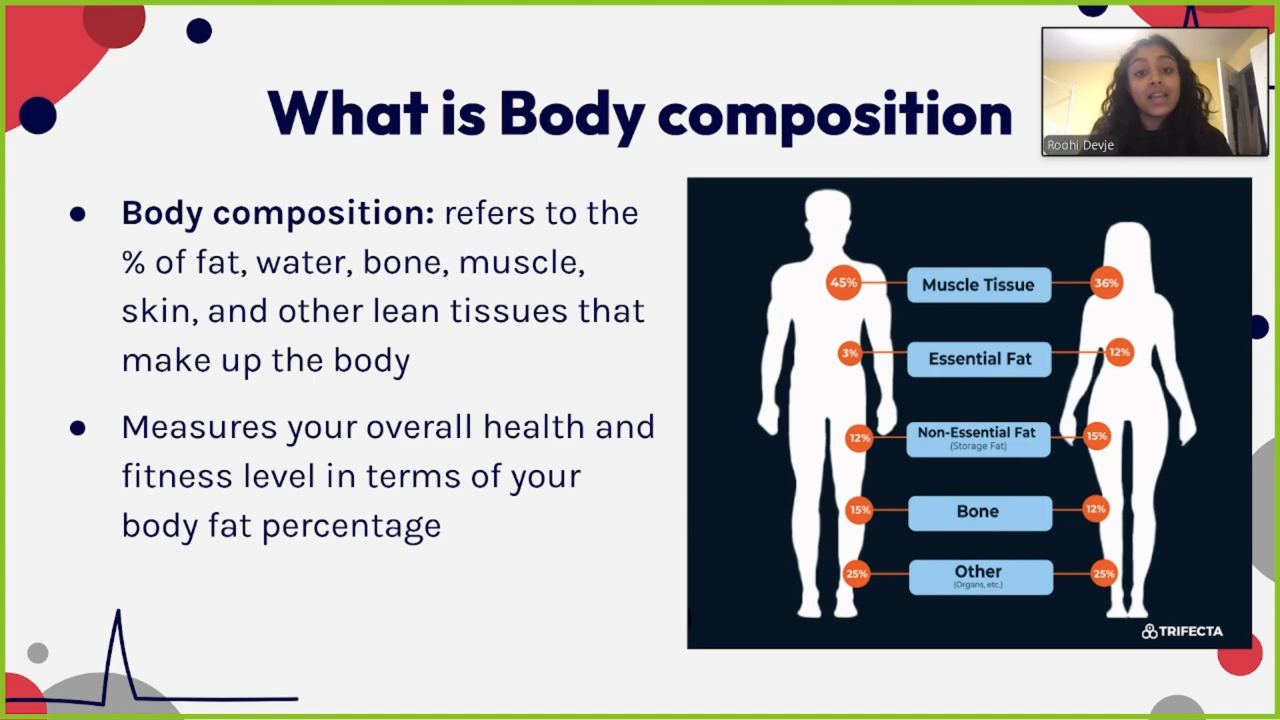 What is Body composition
Roohi Devje
● Body composition: refers to the
% of fat, water, bone, muscle,
skin, and other lean tissues that
make up the body
● Measures your overall health and
fitness level in terms of your
body fat percentage
45% Muscle Tissue 36%
3% Essential Fat 12%
12% Non-Essential Fat 15%
(Storage Fat)
15% Bone 12%
25% Other 25%
(Organs, etc.)
TRIFECTA